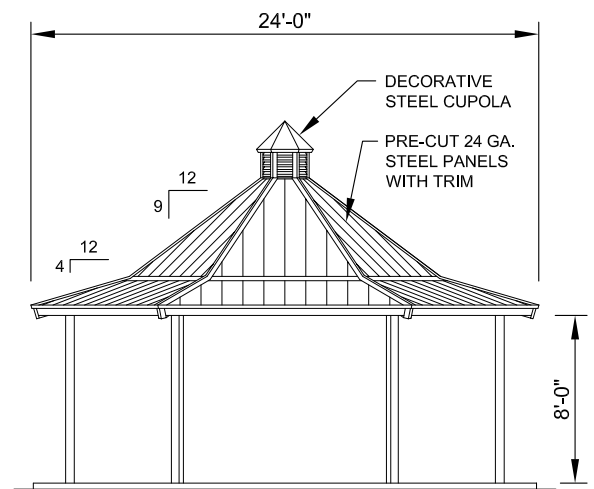 24'-0"
DECORATIVE
STEEL CUPOLA
PRE-CUT 24 GA.
STEEL PANELS
WITH TRIM
12
9
12
4
8'-0"